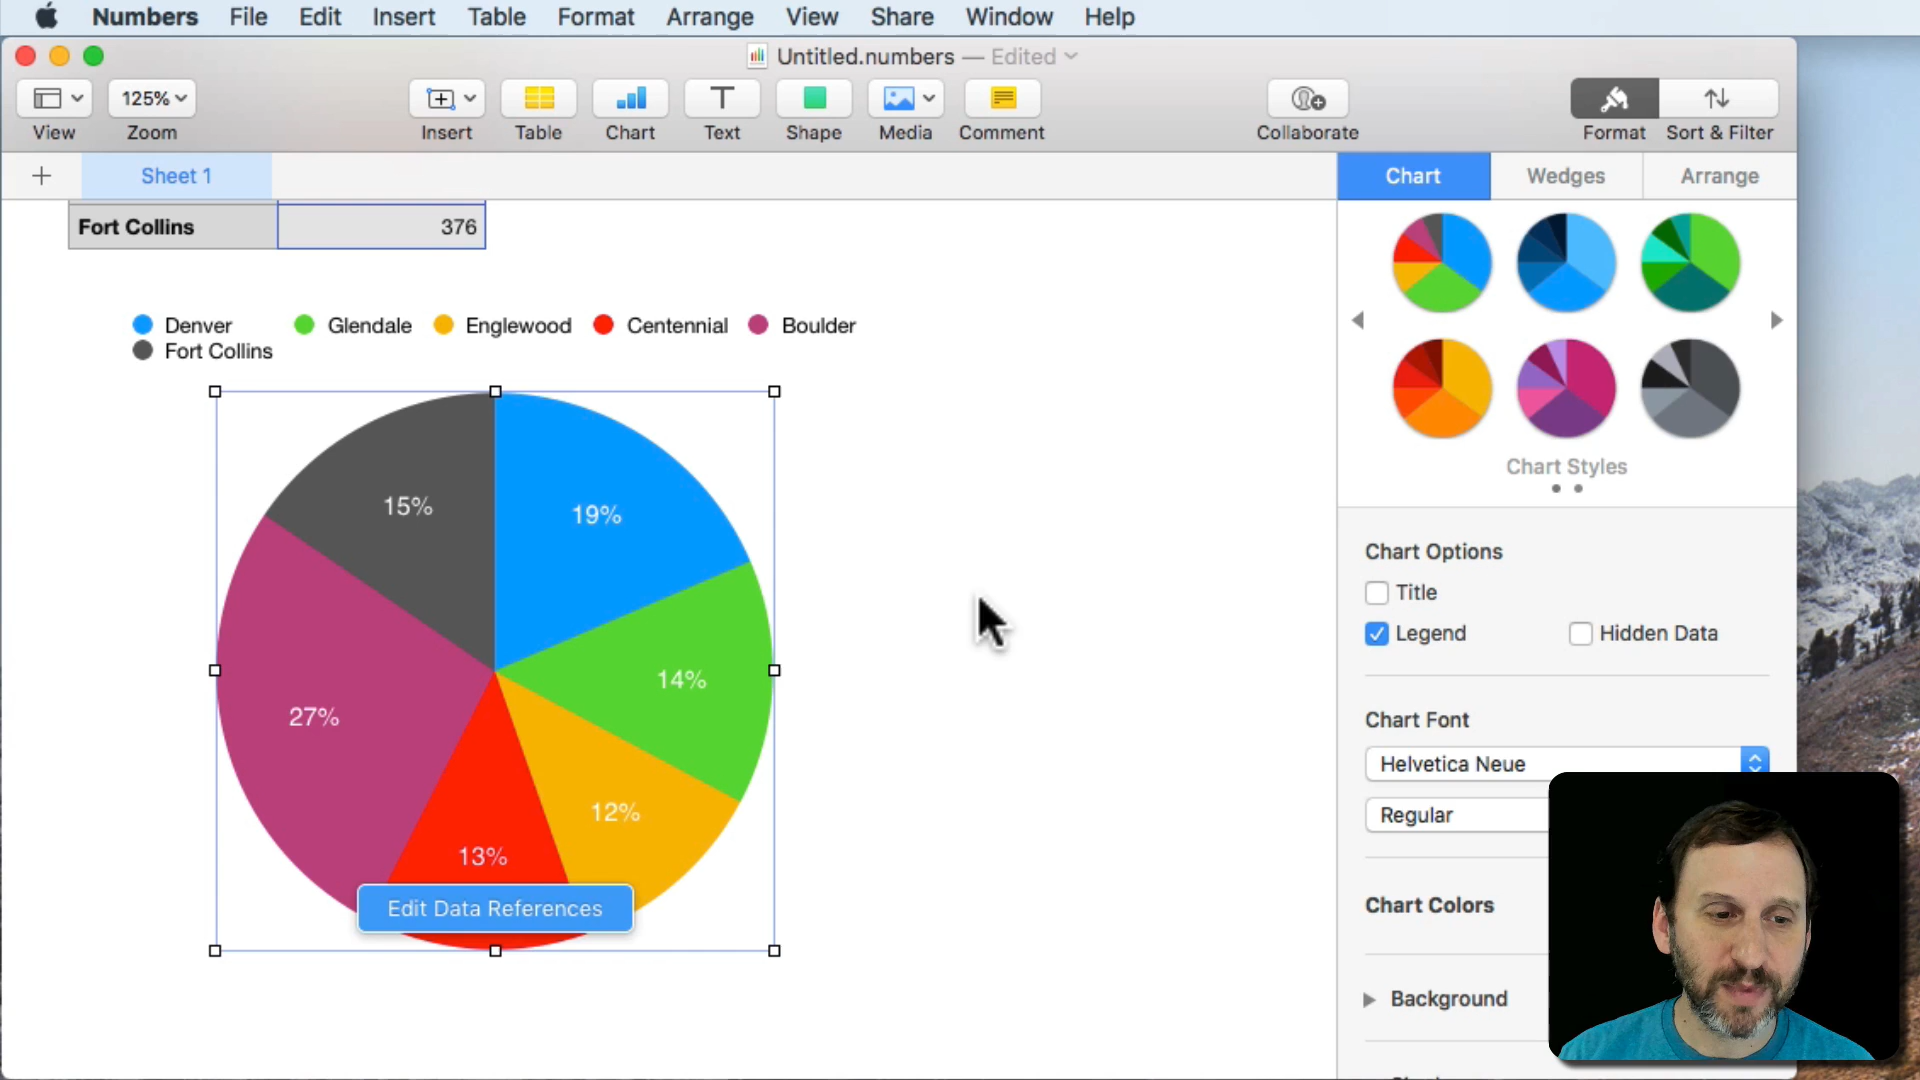 Numbers File Edit Insert Table Format Arrange View Share Window Help
Untitled.numbers — Edited
125%
View Zoom Insert Table Chart Text Shape Media Comment Collaborate Format Sort & Filter
Sheet 1
Chart Wedges Arrange
Fort Collins 376
Denver Glendale Englewood Centennial Boulder
Fort Collins
15%
19%
14%
27%
12%
13%
Edit Data References
Chart Styles
Chart Options
Title
Legend Hidden Data
Chart Font
Helvetica Neue
Regular
Chart Colors
Background